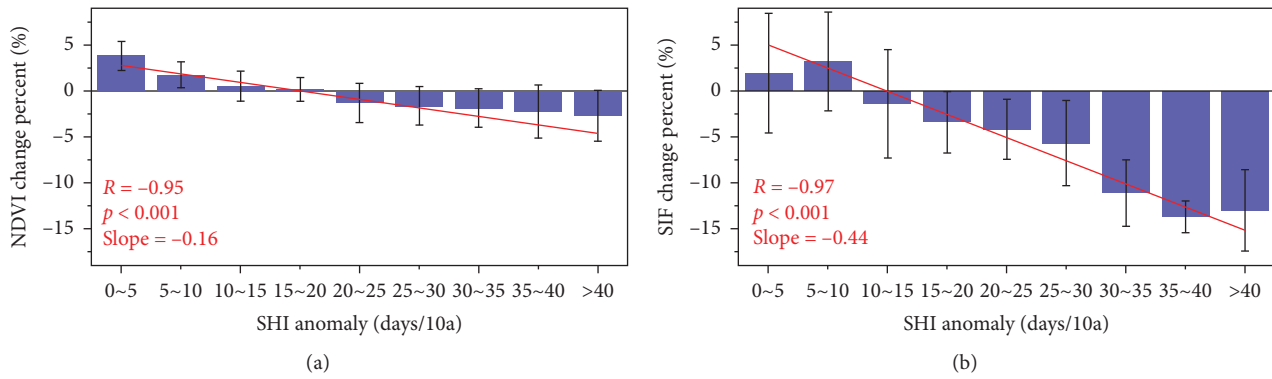 NDVI change percent (%)
5
0
−5
−10
−15
R = −0.95
p < 0.001
Slope = −0.16
0~5 5~10 10~15 15~20 20~25 25~30 30~35 35~40 >40
SHI anomaly (days/10a)
(a)
SIF change percent (%)
5
0
−5
−10
−15
R = −0.97
p < 0.001
Slope = −0.44
0~5 5~10 10~15 15~20 20~25 25~30 30~35 35~40 >40
SHI anomaly (days/10a)
(b)